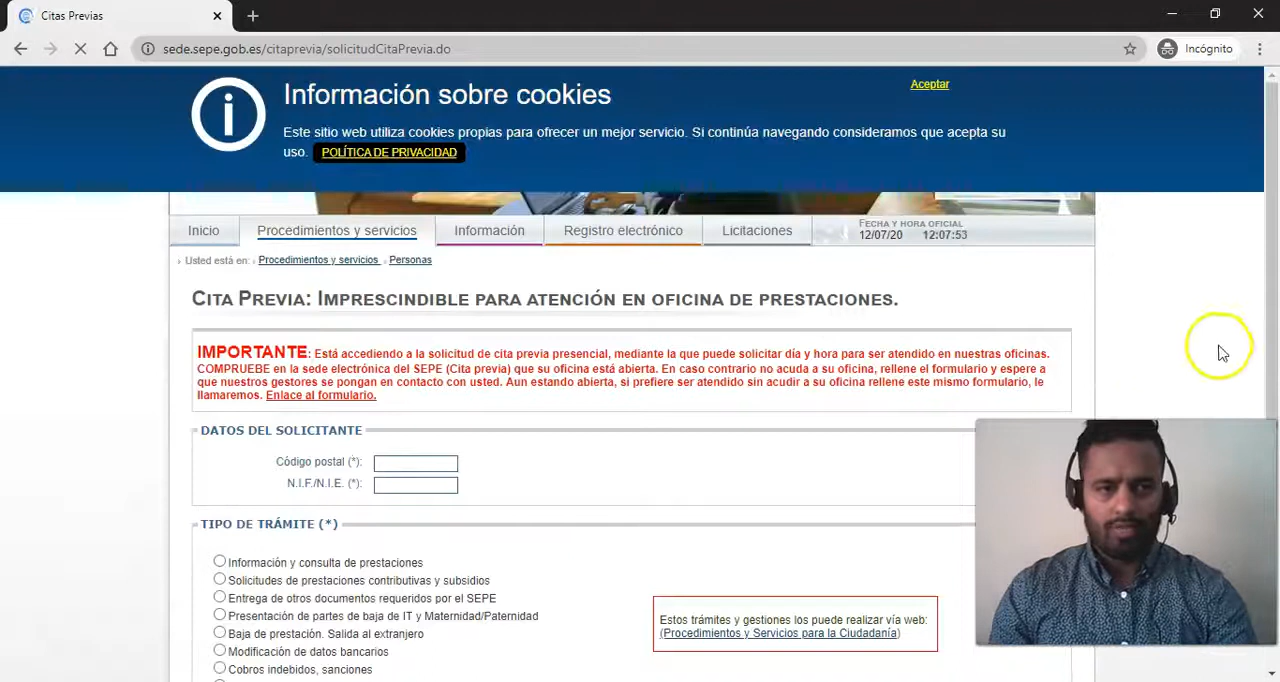 Citas Previas
sede.sepe.gob.es/citaprevia/solicitudCitaPrevia.do
Incógnito
Información sobre cookies
Aceptar
Este sitio web utiliza cookies propias para ofrecer un mejor servicio. Si continúa navegando consideramos que acepta su
uso. POLÍTICA DE PRIVACIDAD
Inicio
Procedimientos y servicios
Información
Registro electrónico
Licitaciones
FECHA Y HORA OFICIAL
12/07/20 12:07:53
Usted está en: Procedimientos y servicios Personas
CITA PREVIA: IMPRESCINDIBLE PARA ATENCIÓN EN OFICINA DE PRESTACIONES.
IMPORTANTE: Está accediendo a la solicitud de cita previa presencial, mediante la que puede solicitar día y hora para ser atendido en nuestras oficinas.
COMPRUEBE en la sede electrónica del SEPE (Cita previa) que su oficina está abierta. En caso contrario no acuda a su oficina, rellene el formulario y espere a
que nuestros gestores se pongan en contacto con usted. Aun estando abierta, si prefiere ser atendido sin acudir a su oficina rellene este mismo formulario, le
llamaremos. Enlace al formulario.
DATOS DEL SOLICITANTE
Código postal (*):
N.I.F./N.I.E. (*):
TIPO DE TRÁMITE (*)
Información y consulta de prestaciones
Solicitudes de prestaciones contributivas y subsidios
Entrega de otros documentos requeridos por el SEPE
Presentación de partes de baja de IT y Maternidad/Paternidad
Baja de prestación. Salida al extranjero
Modificación de datos bancarios
Cobros indebidos, sanciones
Estos trámites y gestiones los puede realizar vía web:
(Procedimientos y Servicios para la Ciudadanía)